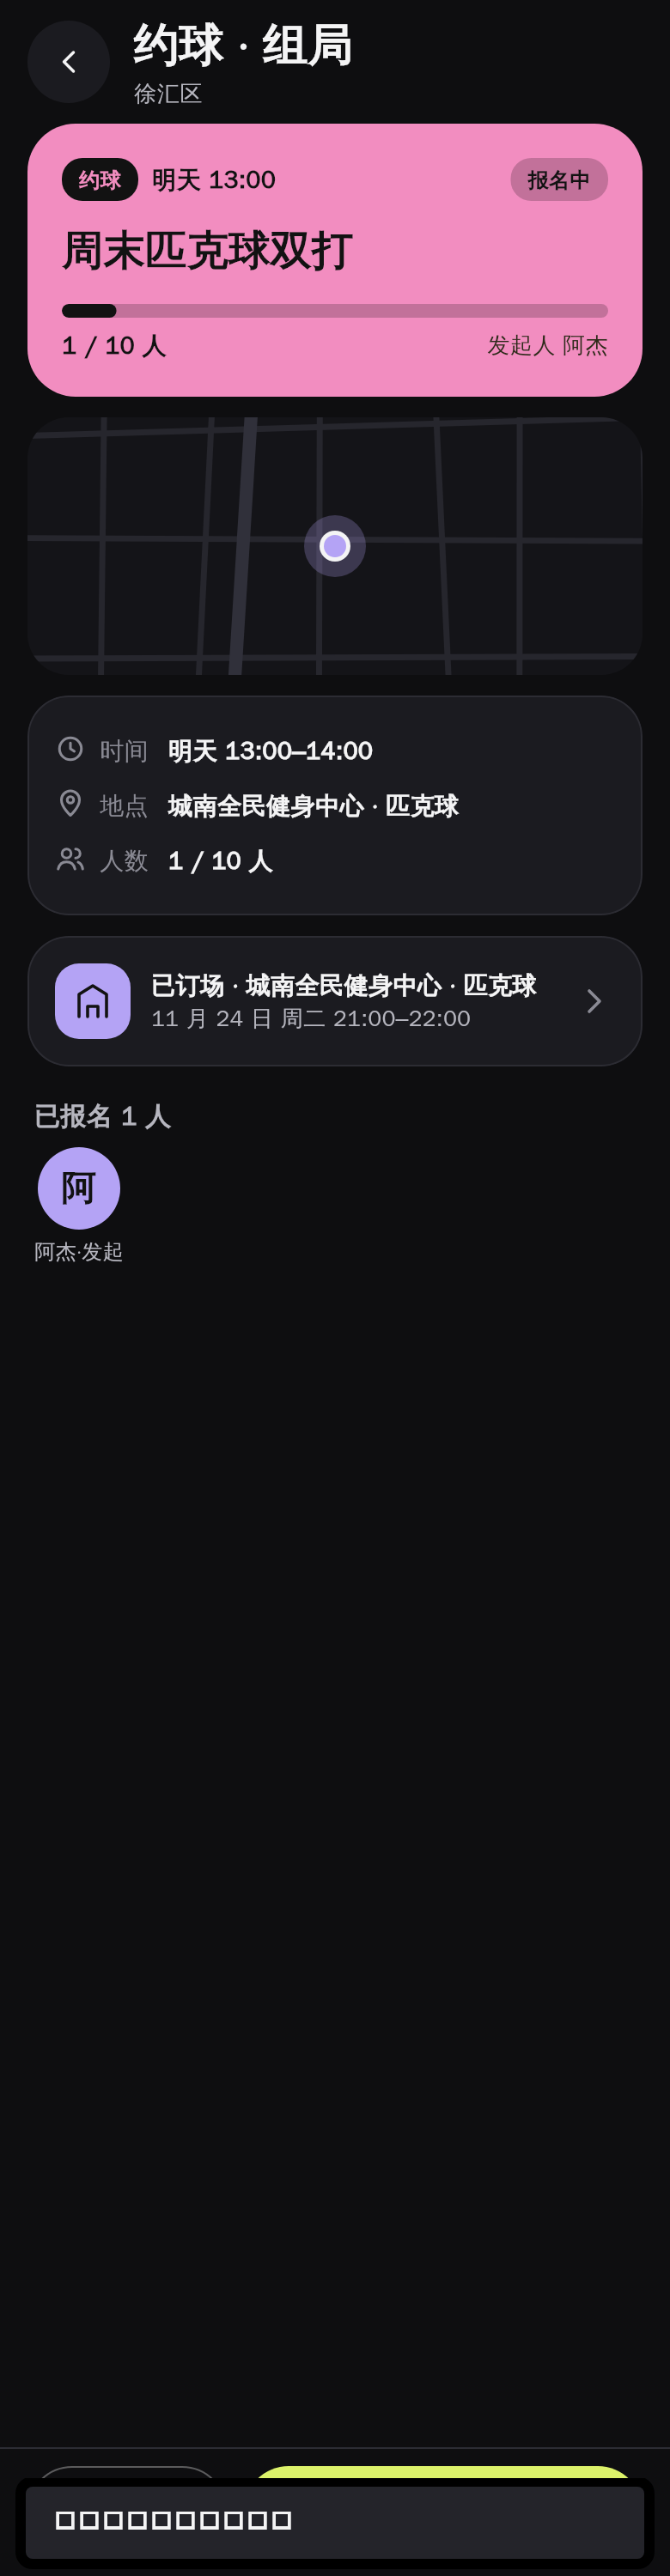 约球 · 组局
徐汇区
约球 明天 13:00 报名中
周末匹克球双打
1 / 10 人 发起人 阿杰
时间 明天 13:00–14:00
地点 城南全民健身中心 · 匹克球
人数 1 / 10 人
已订场 · 城南全民健身中心 · 匹克球
11 月 24 日 周二 21:00–22:00
已报名 1 人
阿
阿杰·发起